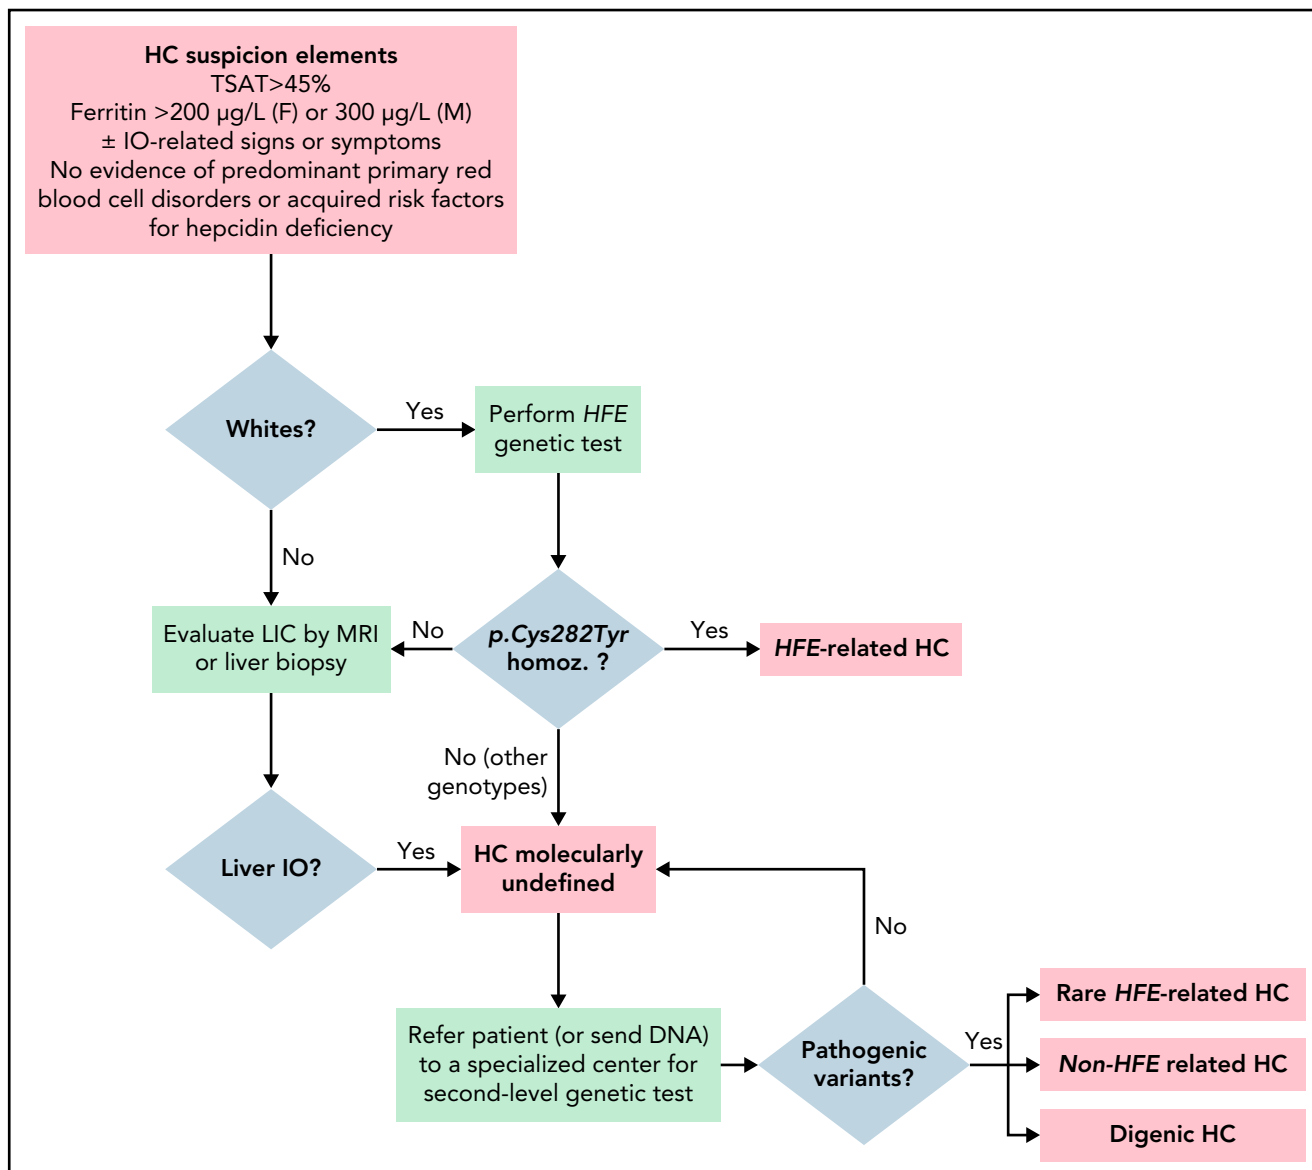 HC suspicion elements
TSAT>45%
Ferritin >200 µg/L (F) or 300 µg/L (M)
± IO-related signs or symptoms
No evidence of predominant primary red
blood cell disorders or acquired risk factors
for hepcidin deficiency
Whites?
Yes
Perform HFE
genetic test
No
Evaluate LIC by MRI
or liver biopsy
No
p.Cys282Tyr
homoz. ?
Yes
HFE-related HC
No (other
genotypes)
Liver IO?
Yes
HC molecularly
undefined
No
Refer patient (or send DNA)
to a specialized center for
second-level genetic test
Pathogenic
variants?
Yes
Rare HFE-related HC
Non-HFE related HC
Digenic HC